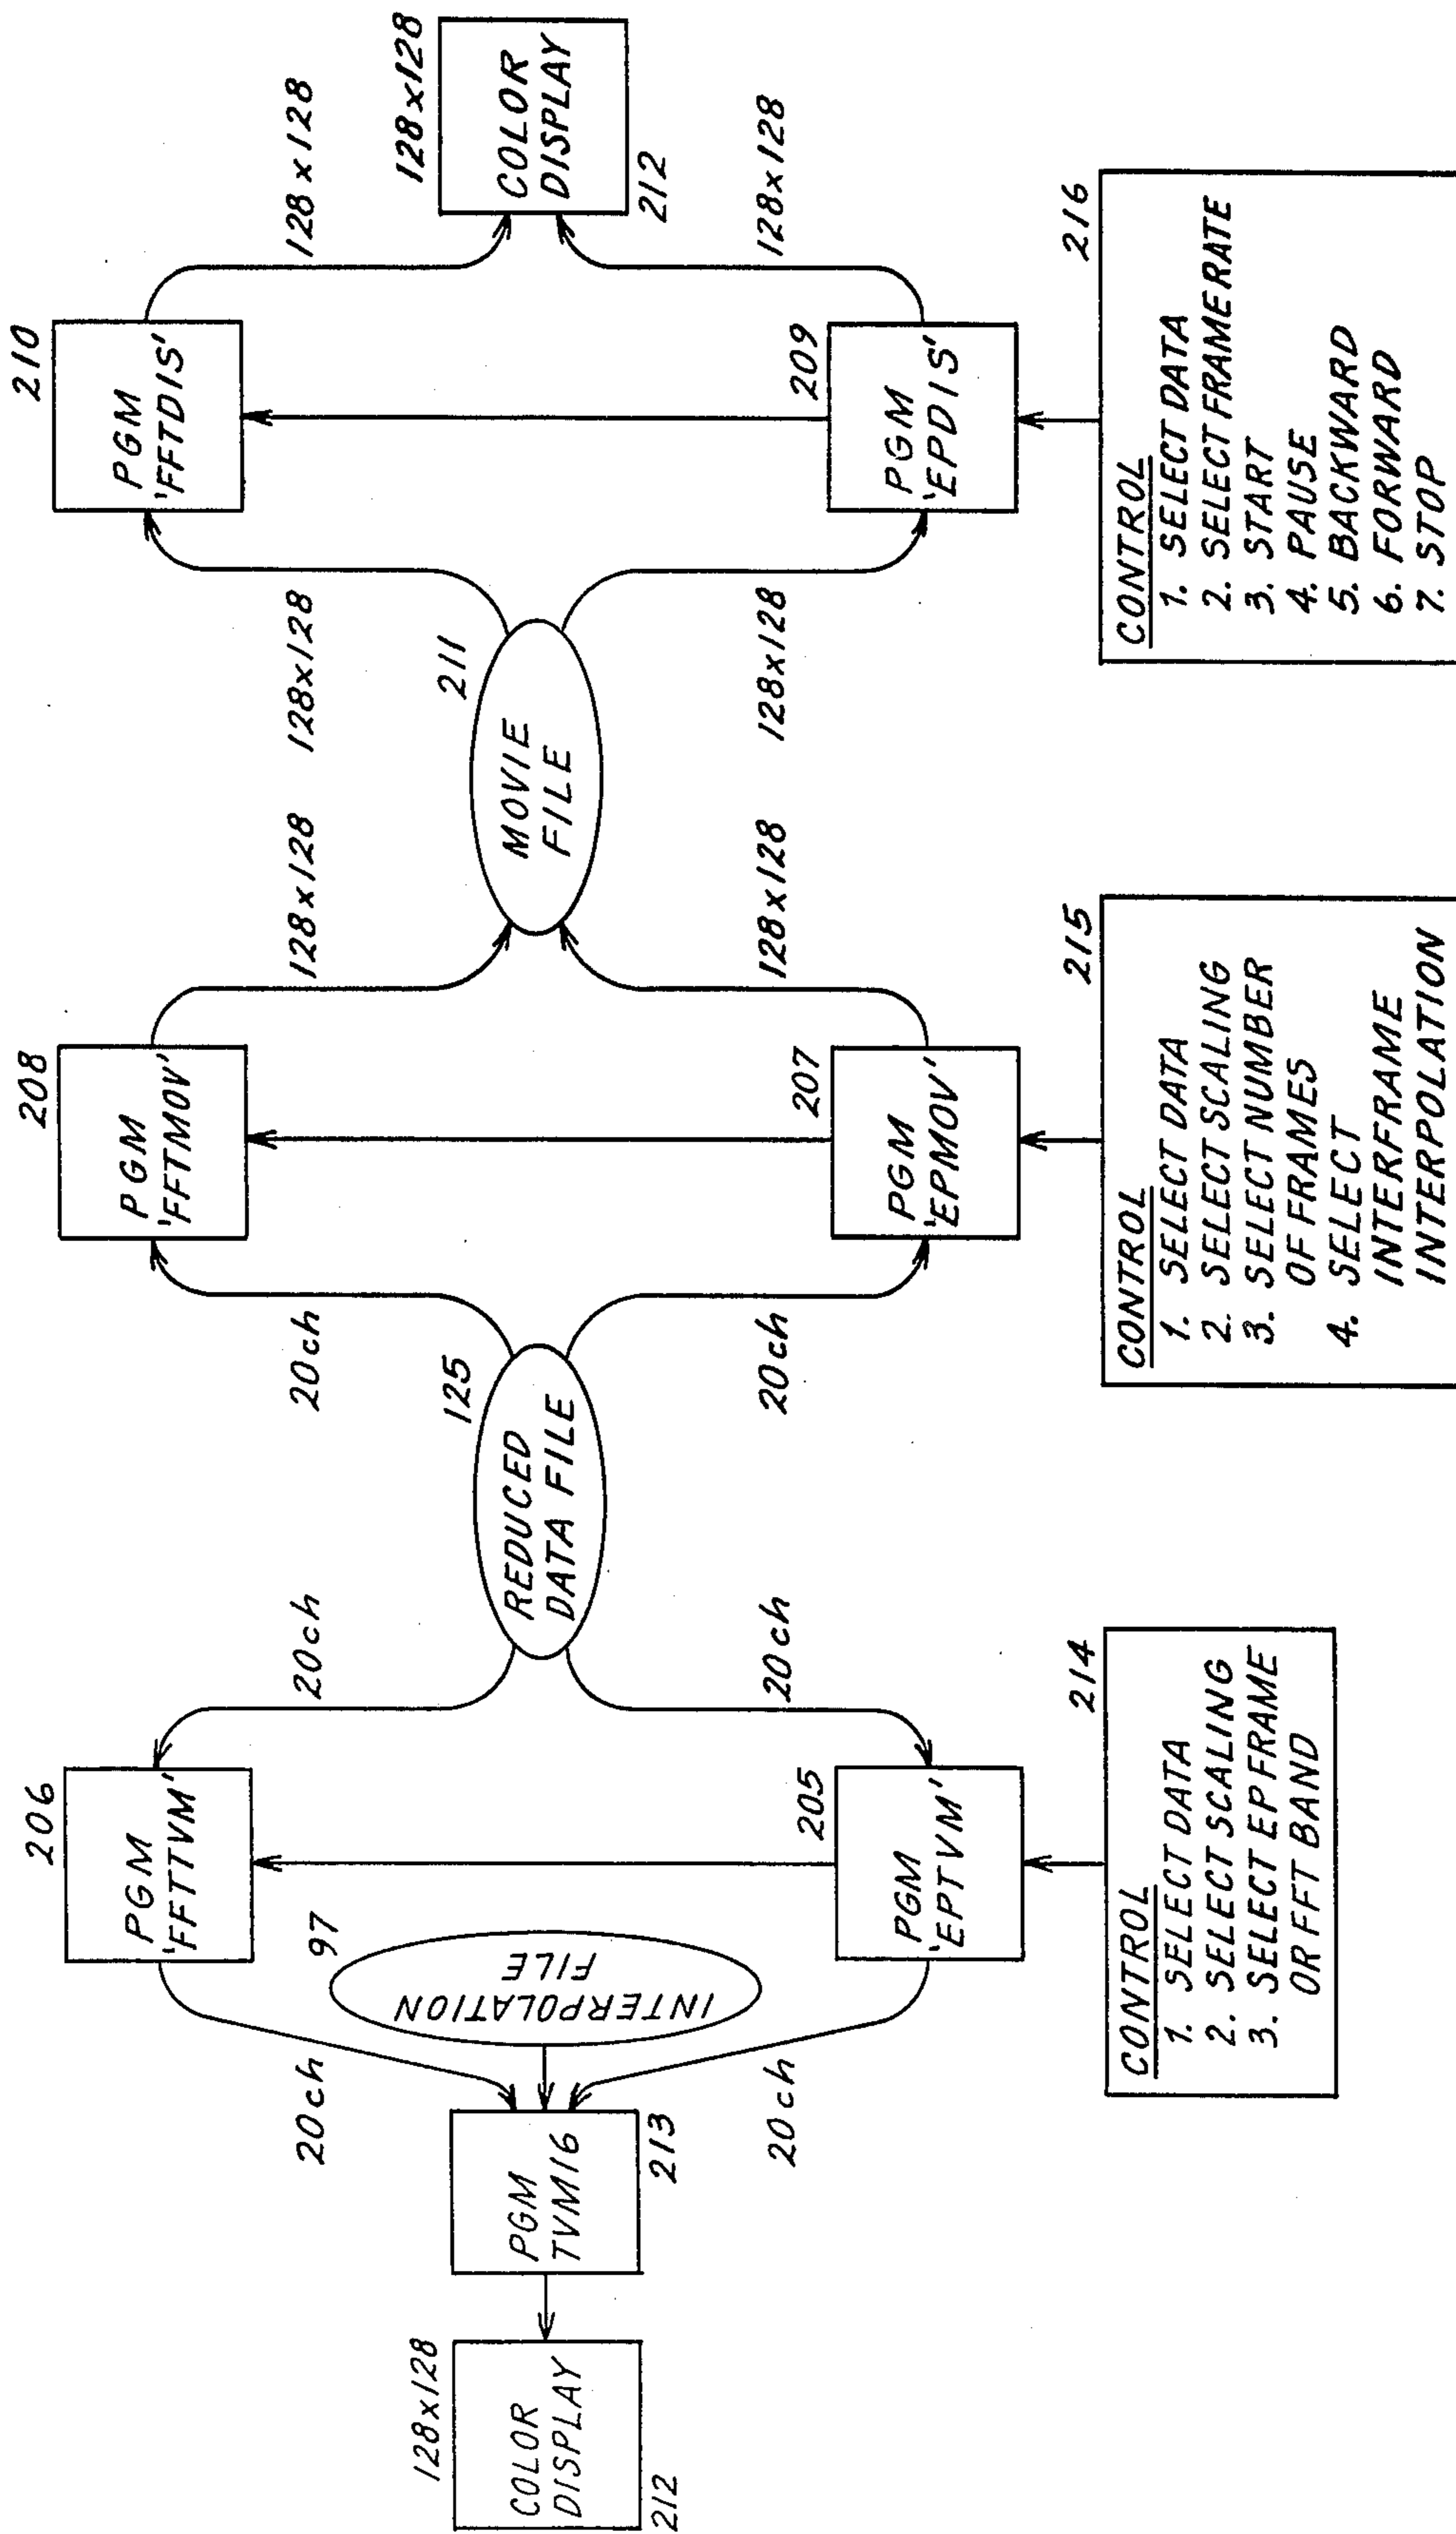 206
PGM
'FFTTVM'
208
PGM
'FFTMOV'
210
PGM
'FFTDIS'
20ch
20ch
20ch
128x128
128x128
128x128
128x128
COLOR
DISPLAY
212
PGM
TVM16
213
97
INTERPOLATION
FILE
125
REDUCED
DATA FILE
211
MOVIE
FILE
128x128
COLOR
DISPLAY
212
20ch
20ch
20ch
128x128
128x128
128x128
205
PGM
'EPTVM'
207
PGM
'EPMOV'
209
PGM
'EPDIS'
214
CONTROL
1. SELECT DATA
2. SELECT SCALING
3. SELECT EP FRAME
OR FFT BAND
215
CONTROL
1. SELECT DATA
2. SELECT SCALING
3. SELECT NUMBER
OF FRAMES
4. SELECT
INTERFRAME
INTERPOLATION
216
CONTROL
1. SELECT DATA
2. SELECT FRAME RATE
3. START
4. PAUSE
5. BACKWARD
6. FORWARD
7. STOP